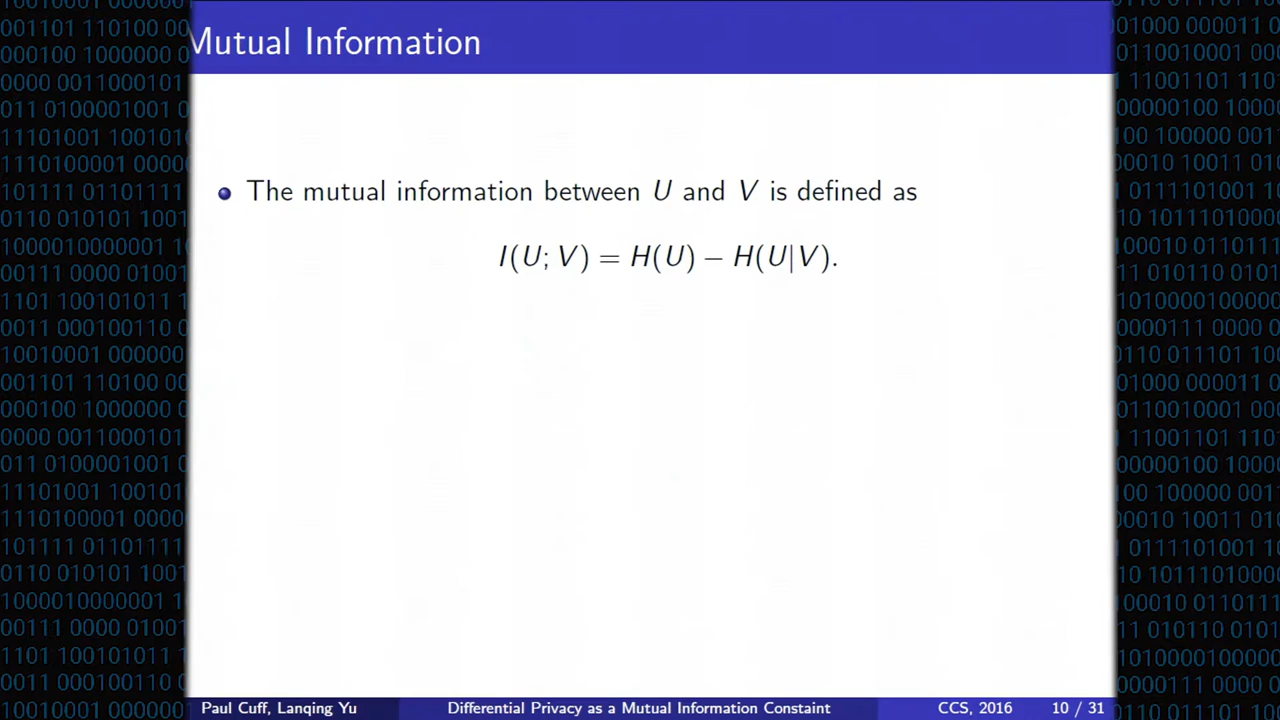 Mutual Information
The mutual information between U and V is defined as
I(U; V) = H(U) − H(U|V).
Paul Cuff, Lanqing Yu
Differential Privacy as a Mutual Information Constaint
CCS, 2016
10 / 31